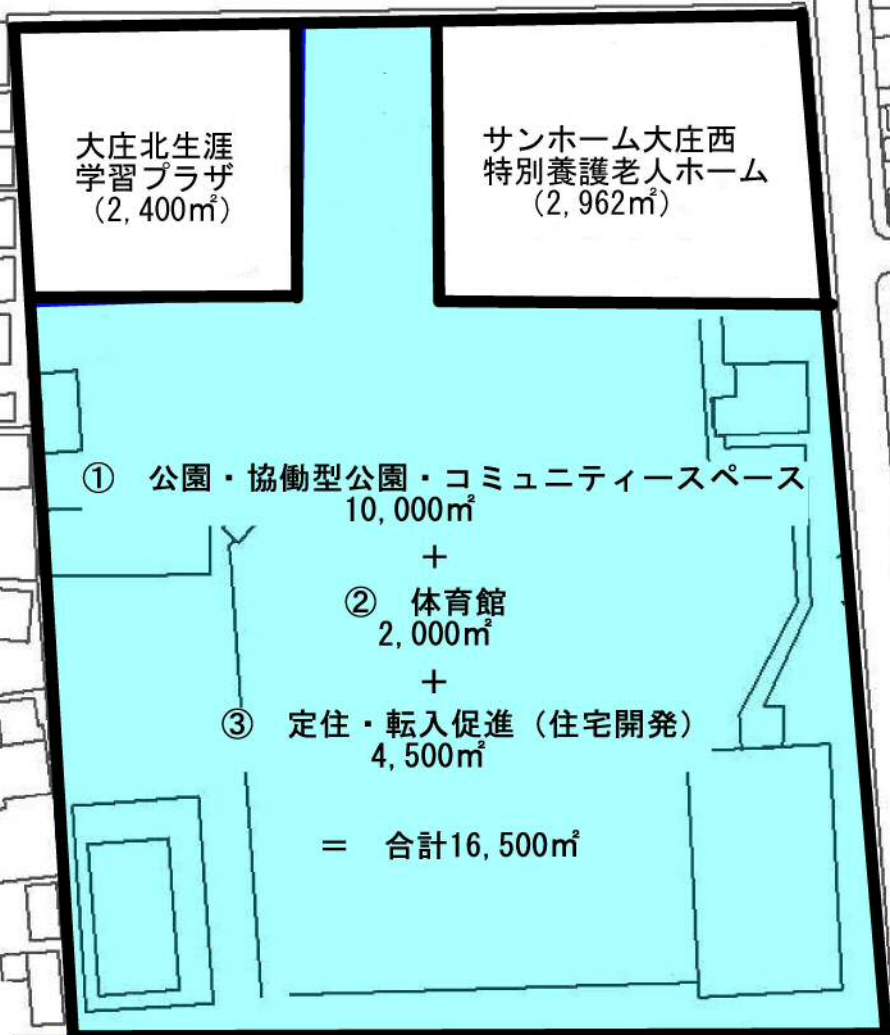 大庄北生涯
学習プラザ
(2,400㎡)
サンホーム大庄西
特別養護老人ホーム
(2,962㎡)
① 公園・協働型公園・コミュニティースペース
10,000㎡
+
② 体育館
2,000㎡
+
③ 定住・転入促進（住宅開発）
4,500㎡
＝ 合計16,500㎡